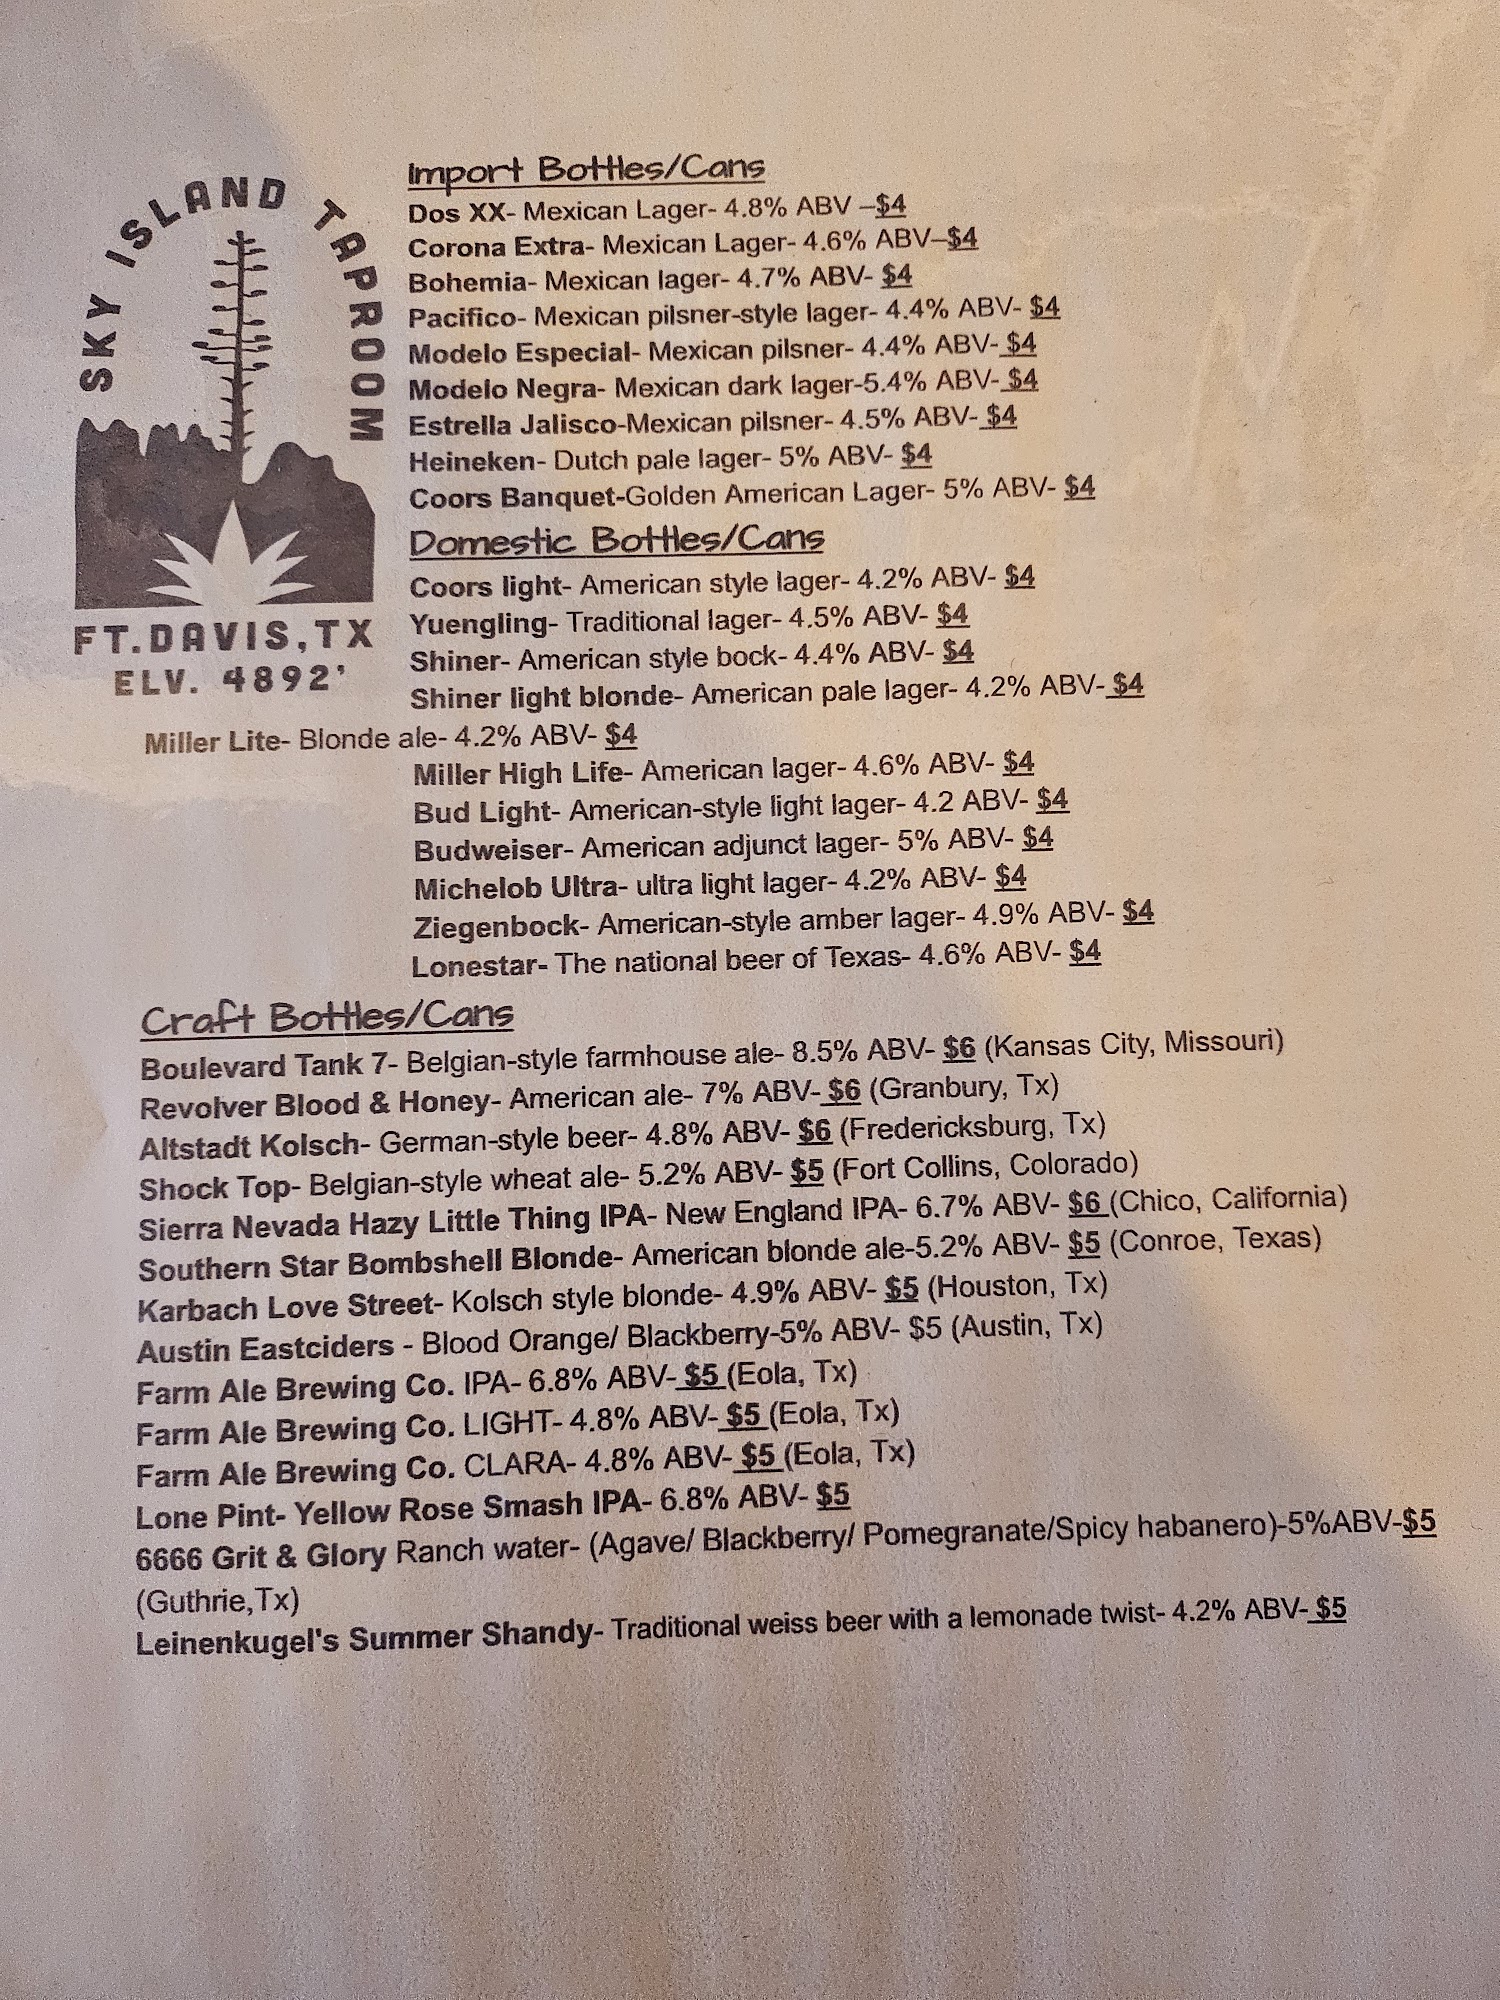 SKY ISLAND TAPROOM
FT. DAVIS, TX
ELV. 4892'
Import Bottles/Cans
Dos XX- Mexican Lager- 4.8% ABV –$4
Corona Extra- Mexican Lager- 4.6% ABV–$4
Bohemia- Mexican lager- 4.7% ABV- $4
Pacifico- Mexican pilsner-style lager- 4.4% ABV- $4
Modelo Especial- Mexican pilsner- 4.4% ABV- $4
Modelo Negra- Mexican dark lager-5.4% ABV- $4
Estrella Jalisco-Mexican pilsner- 4.5% ABV- $4
Heineken- Dutch pale lager- 5% ABV- $4
Coors Banquet-Golden American Lager- 5% ABV- $4
Domestic Bottles/Cans
Coors light- American style lager- 4.2% ABV- $4
Yuengling- Traditional lager- 4.5% ABV- $4
Shiner- American style bock- 4.4% ABV- $4
Shiner light blonde- American pale lager- 4.2% ABV- $4
Miller Lite- Blonde ale- 4.2% ABV- $4
Miller High Life- American lager- 4.6% ABV- $4
Bud Light- American-style light lager- 4.2 ABV- $4
Budweiser- American adjunct lager- 5% ABV- $4
Michelob Ultra- ultra light lager- 4.2% ABV- $4
Ziegenbock- American-style amber lager- 4.9% ABV- $4
Lonestar- The national beer of Texas- 4.6% ABV- $4
Craft Bottles/Cans
Boulevard Tank 7- Belgian-style farmhouse ale- 8.5% ABV- $6 (Kansas City, Missouri)
Revolver Blood & Honey- American ale- 7% ABV- $6 (Granbury, Tx)
Altstadt Kolsch- German-style beer- 4.8% ABV- $6 (Fredericksburg, Tx)
Shock Top- Belgian-style wheat ale- 5.2% ABV- $5 (Fort Collins, Colorado)
Sierra Nevada Hazy Little Thing IPA- New England IPA- 6.7% ABV- $6 (Chico, California)
Southern Star Bombshell Blonde- American blonde ale-5.2% ABV- $5 (Conroe, Texas)
Karbach Love Street- Kolsch style blonde- 4.9% ABV- $5 (Houston, Tx)
Austin Eastciders - Blood Orange/ Blackberry-5% ABV- $5 (Austin, Tx)
Farm Ale Brewing Co. IPA- 6.8% ABV- $5 (Eola, Tx)
Farm Ale Brewing Co. LIGHT- 4.8% ABV- $5 (Eola, Tx)
Farm Ale Brewing Co. CLARA- 4.8% ABV- $5 (Eola, Tx)
Lone Pint- Yellow Rose Smash IPA- 6.8% ABV- $5
6666 Grit & Glory Ranch water- (Agave/ Blackberry/ Pomegranate/Spicy habanero)-5%ABV-$5
(Guthrie,Tx)
Leinenkugel's Summer Shandy- Traditional weiss beer with a lemonade twist- 4.2% ABV- $5